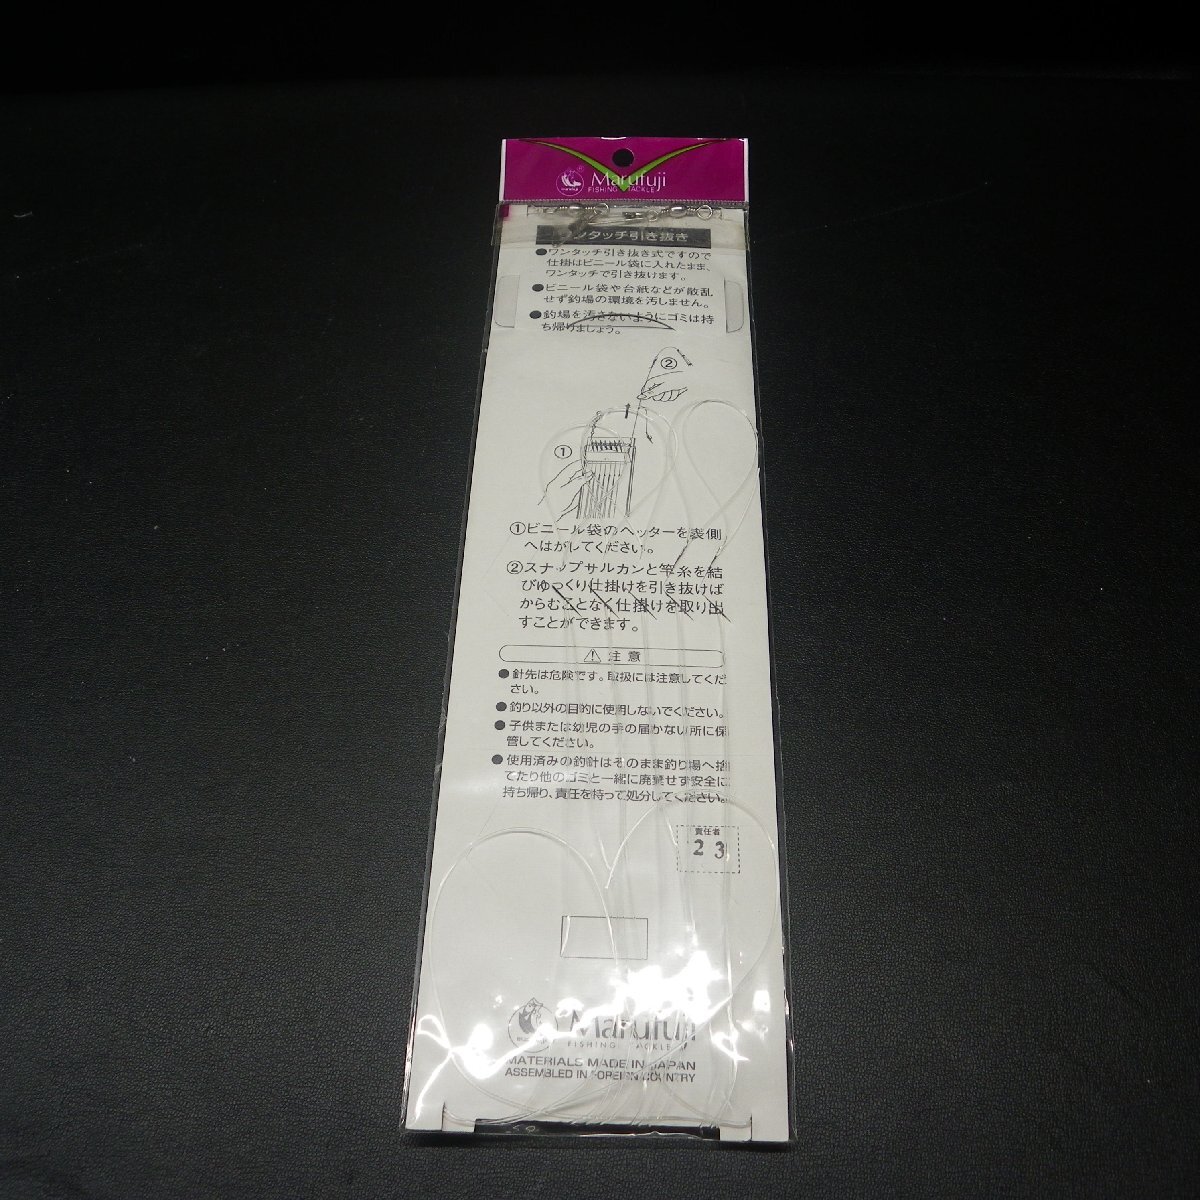 Marufuji
FISHING TACKLE
ワンタッチ引き抜き
●ワンタッチ引き抜き式ですので
仕掛はビニール袋に入れたまま、
ワンタッチで引き抜けます。
●ビニール袋や台紙などが散乱
せず釣場の環境を汚しません。
●釣場を汚さないようにゴミは持
ち帰りましょう。
②
①
①ビニール袋のヘッターを裏側
へはがしてください。
②スナップサルカンと竿糸を結
びゆっくり仕掛けを引き抜けば
からむことなく仕掛けを取り出
すことができます。
⚠ 注意
●針先は危険です。取扱には注意してくだ
さい。
●釣り以外の目的に使用しないでください。
●子供または幼児の手の届かない所に保
管してください。
●使用済みの釣針はそのまま釣り場へ捨
てたり他のゴミと一緒に廃棄せず安全に
持ち帰り、責任を持って処分してください。
責任者
23
Marufuji
FISHING TACKLE
MATERIALS MADE IN JAPAN
ASSEMBLED IN FOREIGN COUNTRY